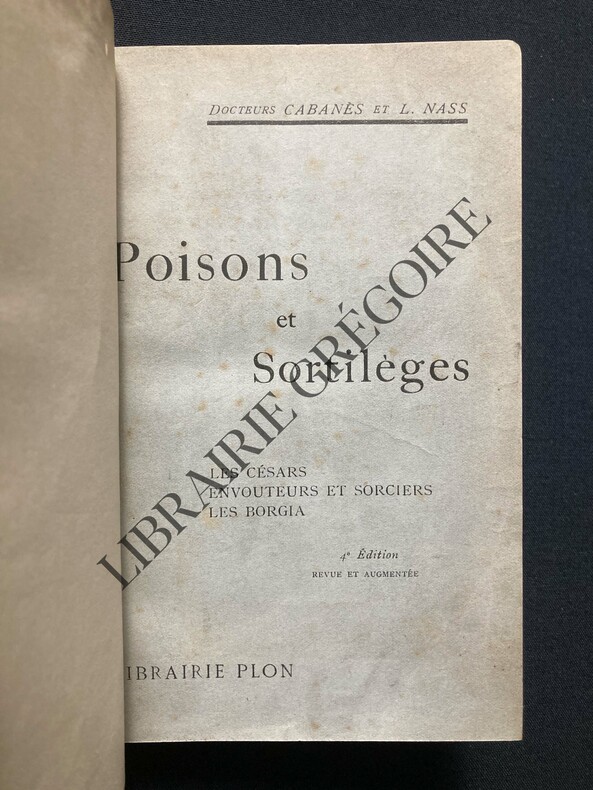 DOCTEURS CABANÈS ET L. NASS
Poisons
et
Sortilèges
LES CÉSARS
ENVOUTEURS ET SORCIERS
LES BORGIA
4e Édition
REVUE ET AUGMENTÉE
LIBRAIRIE PLON
LIBRAIRIE GRÉGOIRE